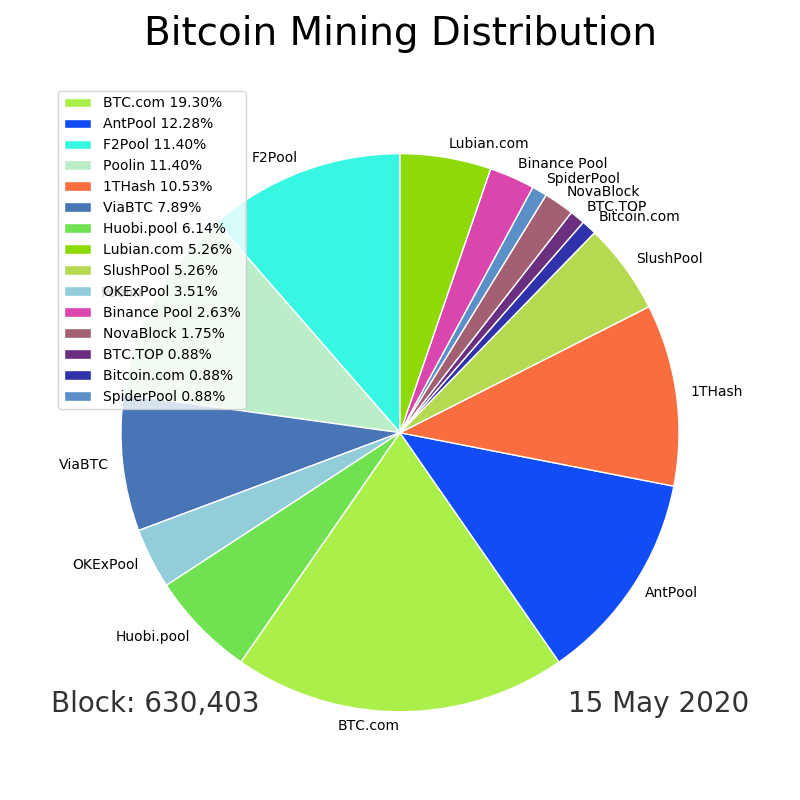 Bitcoin Mining Distribution
BTC.com 19.30%
AntPool 12.28%
F2Pool 11.40%
Poolin 11.40%
1THash 10.53%
ViaBTC 7.89%
Huobi.pool 6.14%
Lubian.com 5.26%
SlushPool 5.26%
OKExPool 3.51%
Binance Pool 2.63%
NovaBlock 1.75%
BTC.TOP 0.88%
Bitcoin.com 0.88%
SpiderPool 0.88%
F2Pool
Lubian.com
Binance Pool
SpiderPool
NovaBlock
BTC.TOP
Bitcoin.com
SlushPool
1THash
AntPool
BTC.com
Huobi.pool
OKExPool
ViaBTC
Block: 630,403
15 May 2020